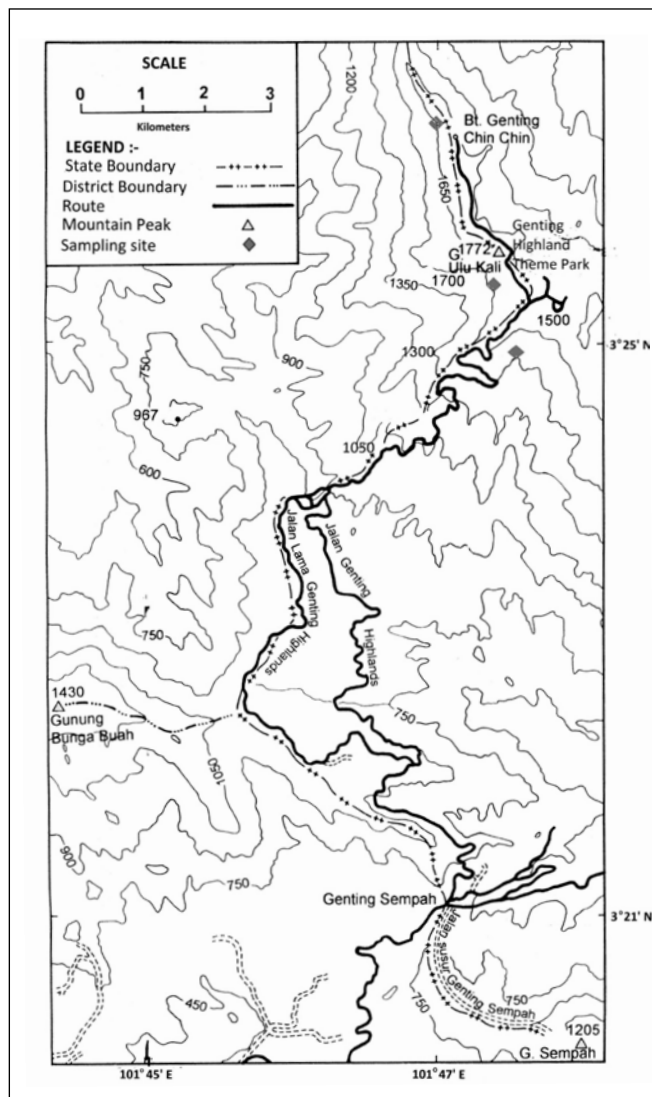 SCALE
0 1 2 3
Kilometers
LEGEND :-
State Boundary
District Boundary
Route
Mountain Peak
Sampling site
1200
Bt. Genting
Chin Chin
1650
Genting
Highland
Theme Park
1772
G.
Ulu Kali
1700
1350
1500
1300
3°25' N
900
750
967
1050
600
Jalan Lama Genting
Highlands
Jalan Genting
Highlands
750
1430
Gunung
Bunga Buah
750
1050
900
750
Genting Sempah
3°21' N
Jalan susur Genting Sempah
450
750
750
1205
G. Sempah
101°45' E
101°47' E